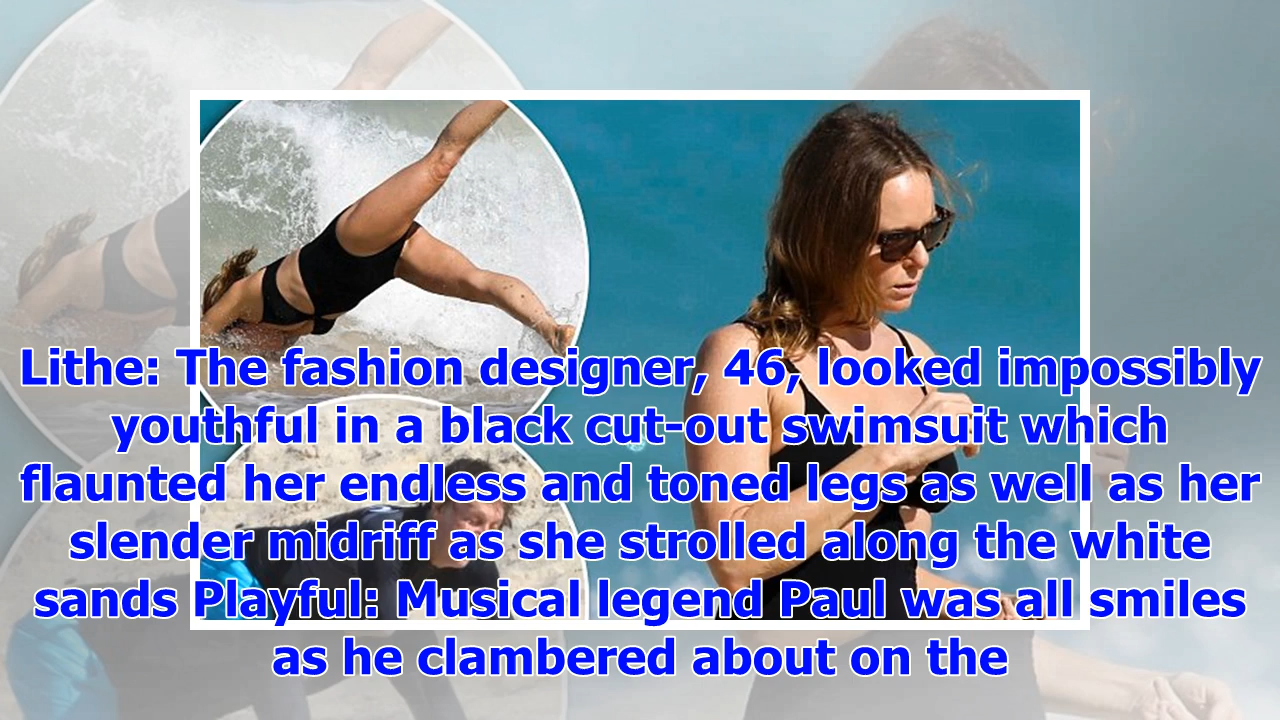 Lithe: The fashion designer, 46, looked impossibly
youthful in a black cut-out swimsuit which
flaunted her endless and toned legs as well as her
slender midriff as she strolled along the white
sands Playful: Musical legend Paul was all smiles
as he clambered about on the